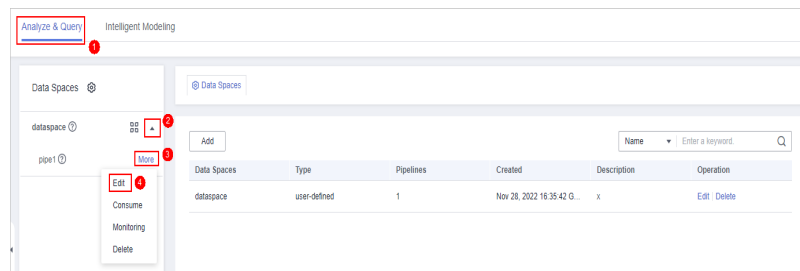 Analyze & Query Intelligent Modeling
1
Data Spaces
Data Spaces
dataspace 2
pipe1 More 3
Edit 4
Consume
Monitoring
Delete
Add Name Enter a keyword.
Data Spaces Type Pipelines Created Description Operation
dataspace user-defined 1 Nov 28, 2022 16:35:42 G... x Edit Delete